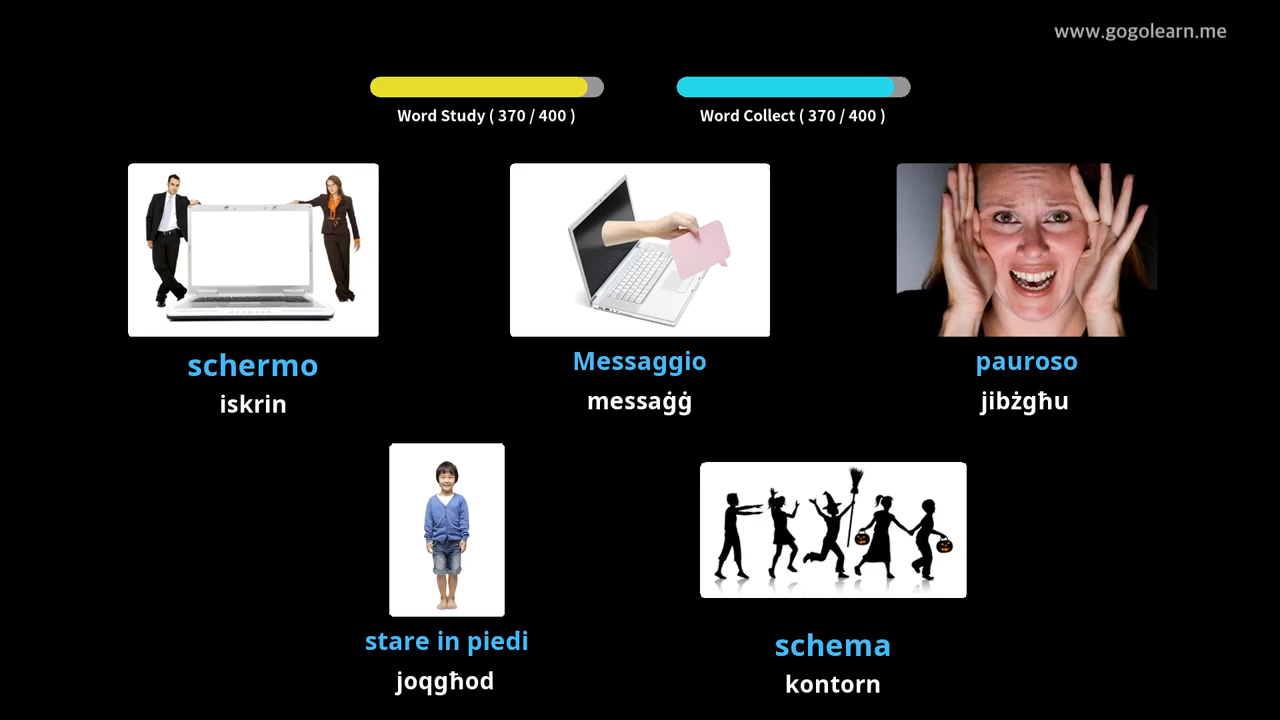 www.gogolearn.me
Word Study ( 370 / 400 )
Word Collect ( 370 / 400 )
schermo
iskrin
Messaggio
messaġġ
pauroso
jibżgħu
stare in piedi
joqgħod
schema
kontorn